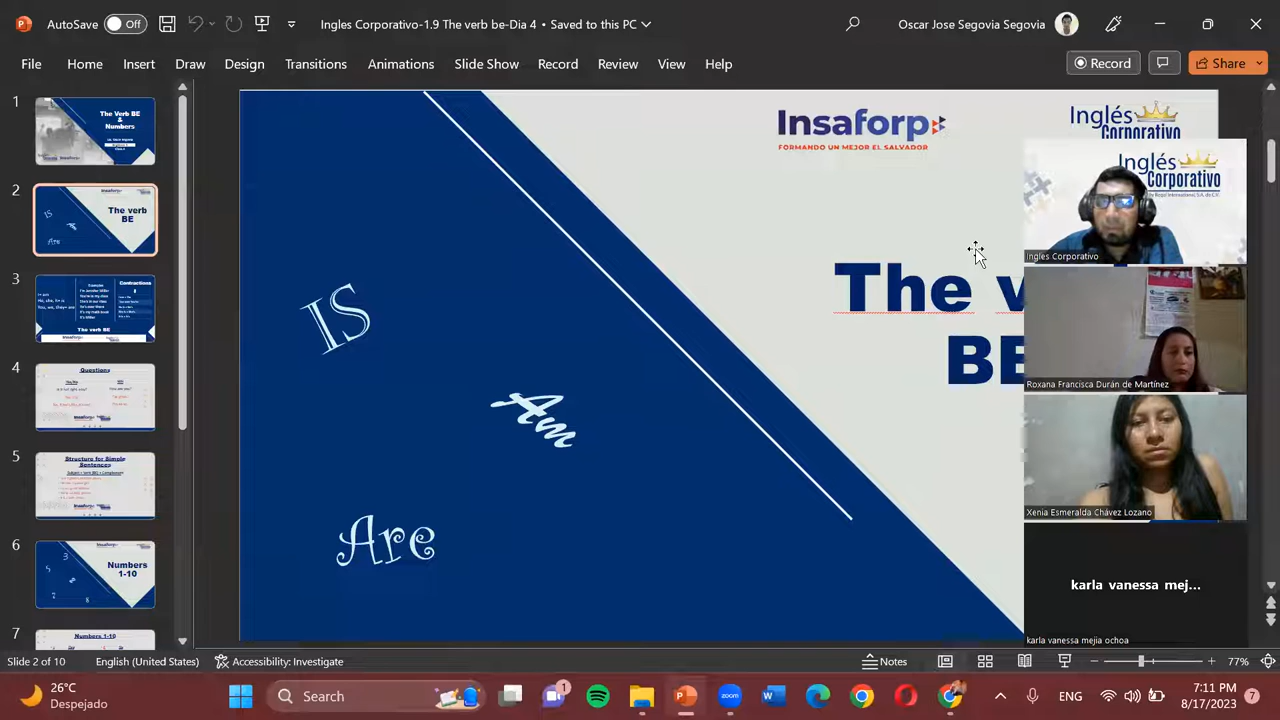 AutoSave Off Ingles Corporativo-1.9 The verb be-Dia 4 • Saved to this PC Oscar Jose Segovia Segovia
File Home Insert Draw Design Transitions Animations Slide Show Record Review View Help Record Share
1
The Verb BE
&
Numbers
2
The verb
BE
IS
Are
3
Contractions
Examples
The verb BE
4
Questions
5
Structure for Simple
Sentences
6
Numbers
1-10
7
Numbers 1-10
Insaforp
FORMANDO UN MEJOR EL SALVADOR
Inglés
Corporativo
The v
BE
IS
Am
Are
Inglés
Corporativo
Ingles Corporativo
Roxana Francisca Durán de Martínez
Xenia Esmeralda Chávez Lozano
karla vanessa mej...
karla vanessa mejia ochoa
Slide 2 of 10 English (United States) Accessibility: Investigate Notes 77%
26°C
Despejado
Search
1
zoom
ENG
7:11 PM
8/17/2023
7